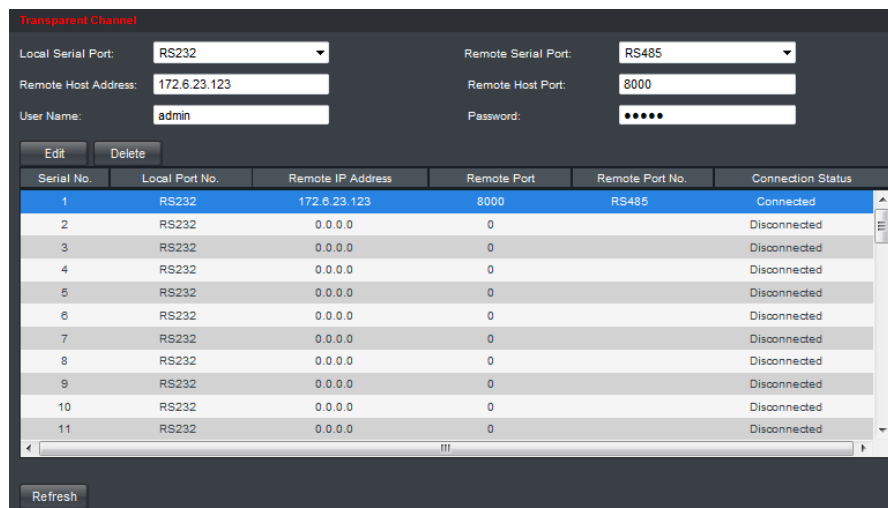 Transparent Channel
Local Serial Port: RS232 Remote Serial Port: RS485
Remote Host Address: 172.6.23.123 Remote Host Port: 8000
User Name: admin Password: •••••
Edit Delete
Serial No. Local Port No. Remote IP Address Remote Port Remote Port No. Connection Status
1 RS232 172.6.23.123 8000 RS485 Connected
2 RS232 0.0.0.0 0 Disconnected
3 RS232 0.0.0.0 0 Disconnected
4 RS232 0.0.0.0 0 Disconnected
5 RS232 0.0.0.0 0 Disconnected
6 RS232 0.0.0.0 0 Disconnected
7 RS232 0.0.0.0 0 Disconnected
8 RS232 0.0.0.0 0 Disconnected
9 RS232 0.0.0.0 0 Disconnected
10 RS232 0.0.0.0 0 Disconnected
11 RS232 0.0.0.0 0 Disconnected
Refresh